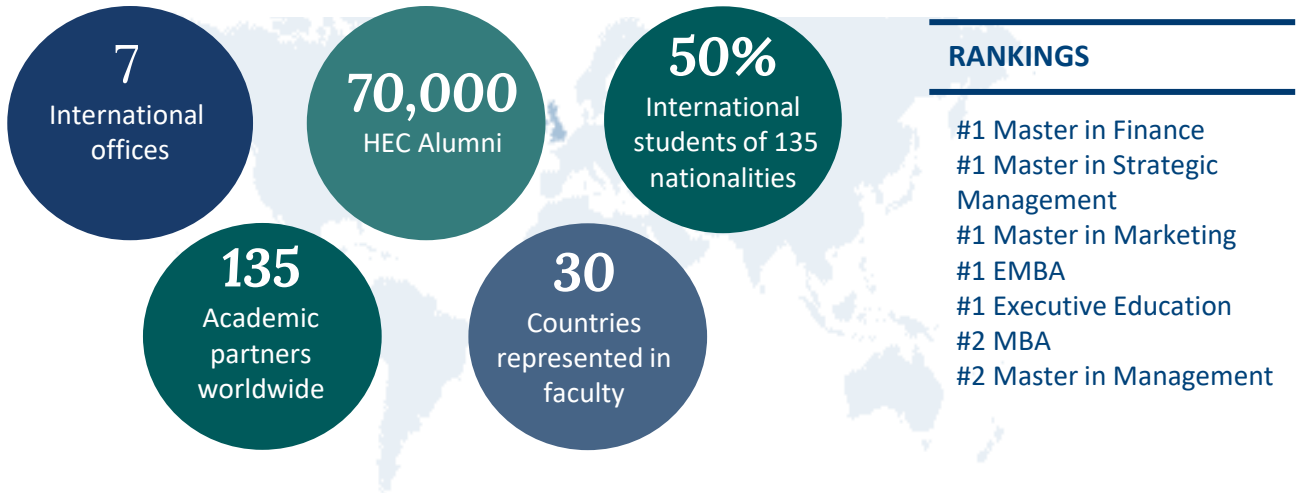 7
International
offices
70,000
HEC Alumni
50%
International
students of 135
nationalities
135
Academic
partners
worldwide
30
Countries
represented in
faculty
RANKINGS
#1 Master in Finance
#1 Master in Strategic
Management
#1 Master in Marketing
#1 EMBA
#1 Executive Education
#2 MBA
#2 Master in Management